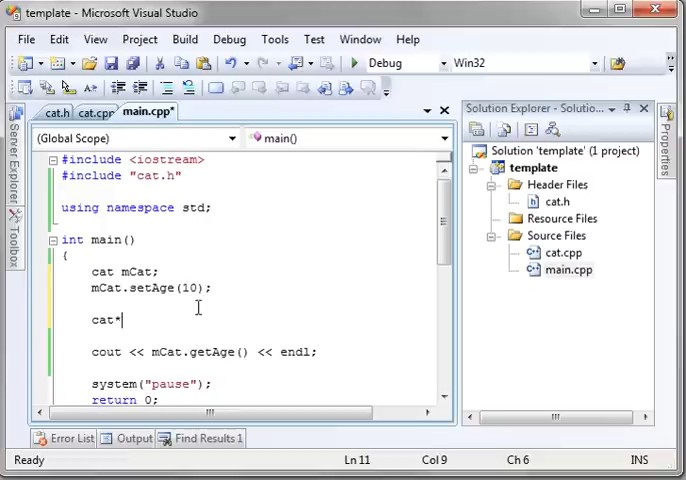 template - Microsoft Visual Studio
File Edit View Project Build Debug Tools Test Window Help
Debug Win32
cat.h cat.cpp main.cpp*
(Global Scope) main()
#include <iostream>
#include "cat.h"
using namespace std;
int main()
{
cat mCat;
mCat.setAge(10);
cat*
cout << mCat.getAge() << endl;
system("pause");
return 0;
Server Explorer
Toolbox
Solution Explorer - Solutio...
Solution 'template' (1 project)
template
Header Files
cat.h
Resource Files
Source Files
cat.cpp
main.cpp
Properties
Error List Output Find Results 1
Ready Ln 11 Col 9 Ch 6 INS